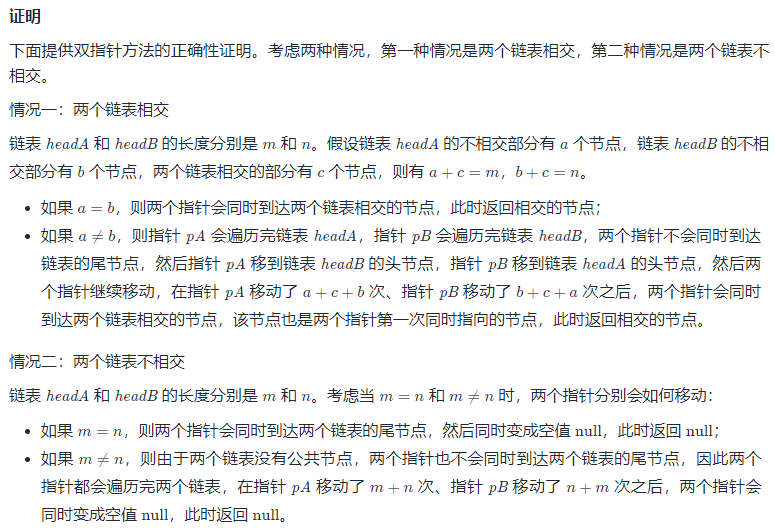 证明
下面提供双指针方法的正确性证明。考虑两种情况，第一种情况是两个链表相交，第二种情况是两个链表不
相交。
情况一：两个链表相交
链表 headA 和 headB 的长度分别是 m 和 n。假设链表 headA 的不相交部分有 a 个节点，链表 headB 的不相
交部分有 b 个节点，两个链表相交的部分有 c 个节点，则有 a + c = m，b + c = n。
• 如果 a = b，则两个指针会同时到达两个链表相交的节点，此时返回相交的节点；
• 如果 a ≠ b，则指针 pA 会遍历完链表 headA，指针 pB 会遍历完链表 headB，两个指针不会同时到达
链表的尾节点，然后指针 pA 移到链表 headB 的头节点，指针 pB 移到链表 headA 的头节点，然后两
个指针继续移动，在指针 pA 移动了 a + c + b 次、指针 pB 移动了 b + c + a 次之后，两个指针会同时
到达两个链表相交的节点，该节点也是两个指针第一次同时指向的节点，此时返回相交的节点。
情况二：两个链表不相交
链表 headA 和 headB 的长度分别是 m 和 n。考虑当 m = n 和 m ≠ n 时，两个指针分别会如何移动：
• 如果 m = n，则两个指针会同时到达两个链表的尾节点，然后同时变成空值 null，此时返回 null；
• 如果 m ≠ n，则由于两个链表没有公共节点，两个指针也不会同时到达两个链表的尾节点，因此两个
指针都会遍历完两个链表，在指针 pA 移动了 m + n 次、指针 pB 移动了 n + m 次之后，两个指针会
同时变成空值 null，此时返回 null。